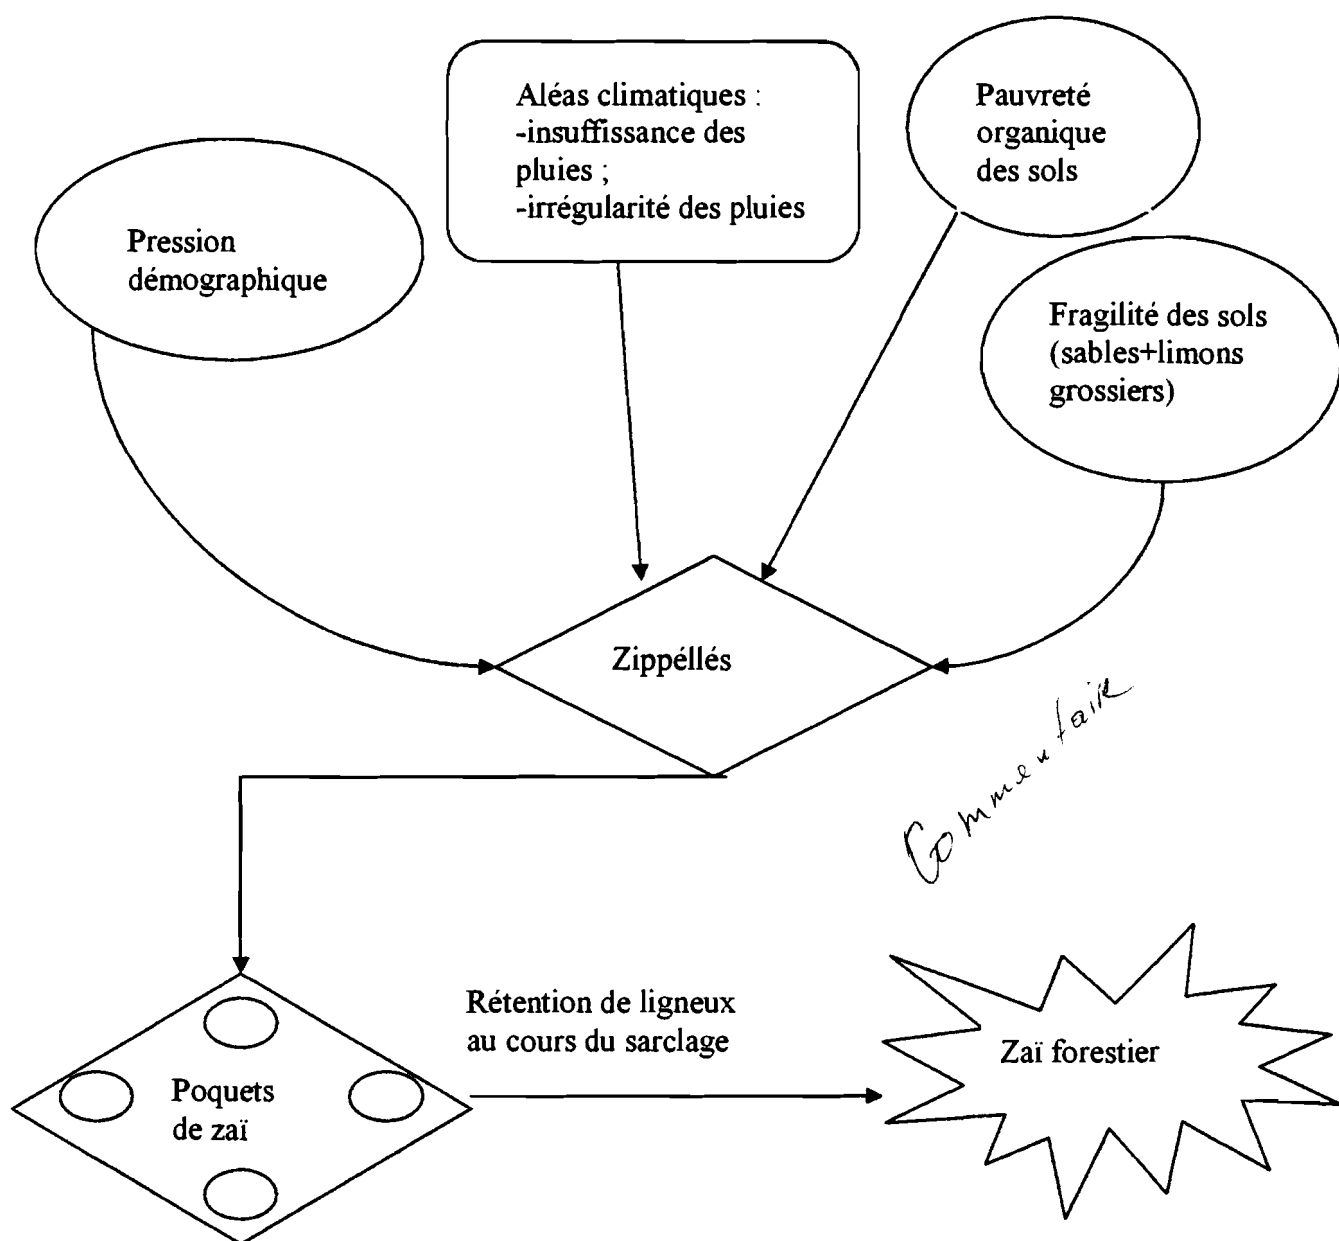 Aléas climatiques :
-insuffissance des
pluies ;
-irrégularité des pluies
Pauvreté
organique
des sols
Pression
démographique
Fragilité des sols
(sables+limons
grossiers)
Zippéllés
Commentaire
Rétention de ligneux
au cours du sarclage
Poquets
de zaï
Zaï forestier